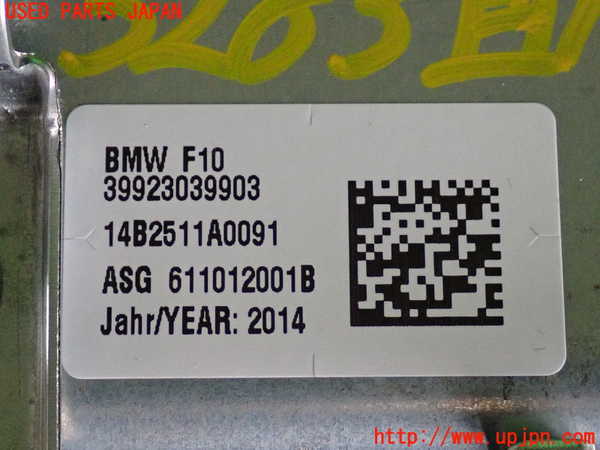 USED PARTS JAPAN
BMW F10
39923039903
14B2511A0091
ASG 611012001B
Jahr/YEAR: 2014
http://www.upjpn.com